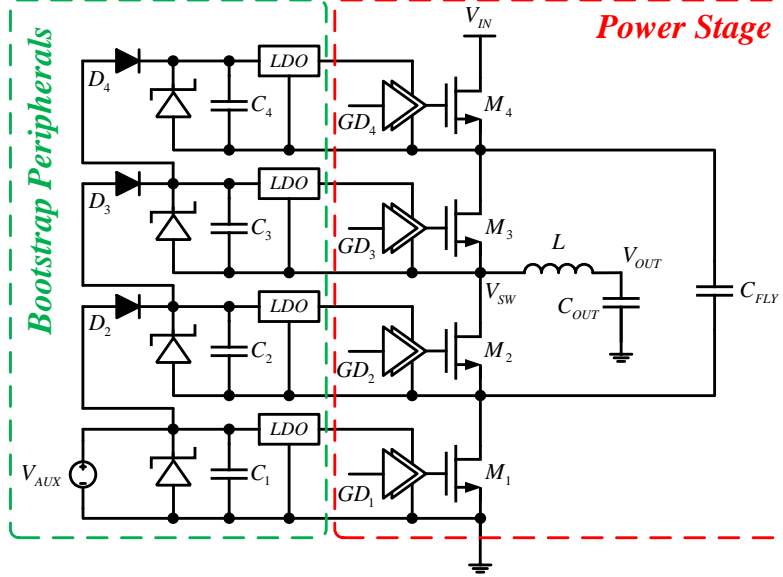 Bootstrap Peripherals
Power Stage
V_IN
D_4
C_4
LDO
GD_4
M_4
D_3
C_3
LDO
GD_3
M_3
L
V_OUT
V_SW
C_OUT
C_FLY
D_2
C_2
LDO
GD_2
M_2
V_AUX
C_1
LDO
GD_1
M_1